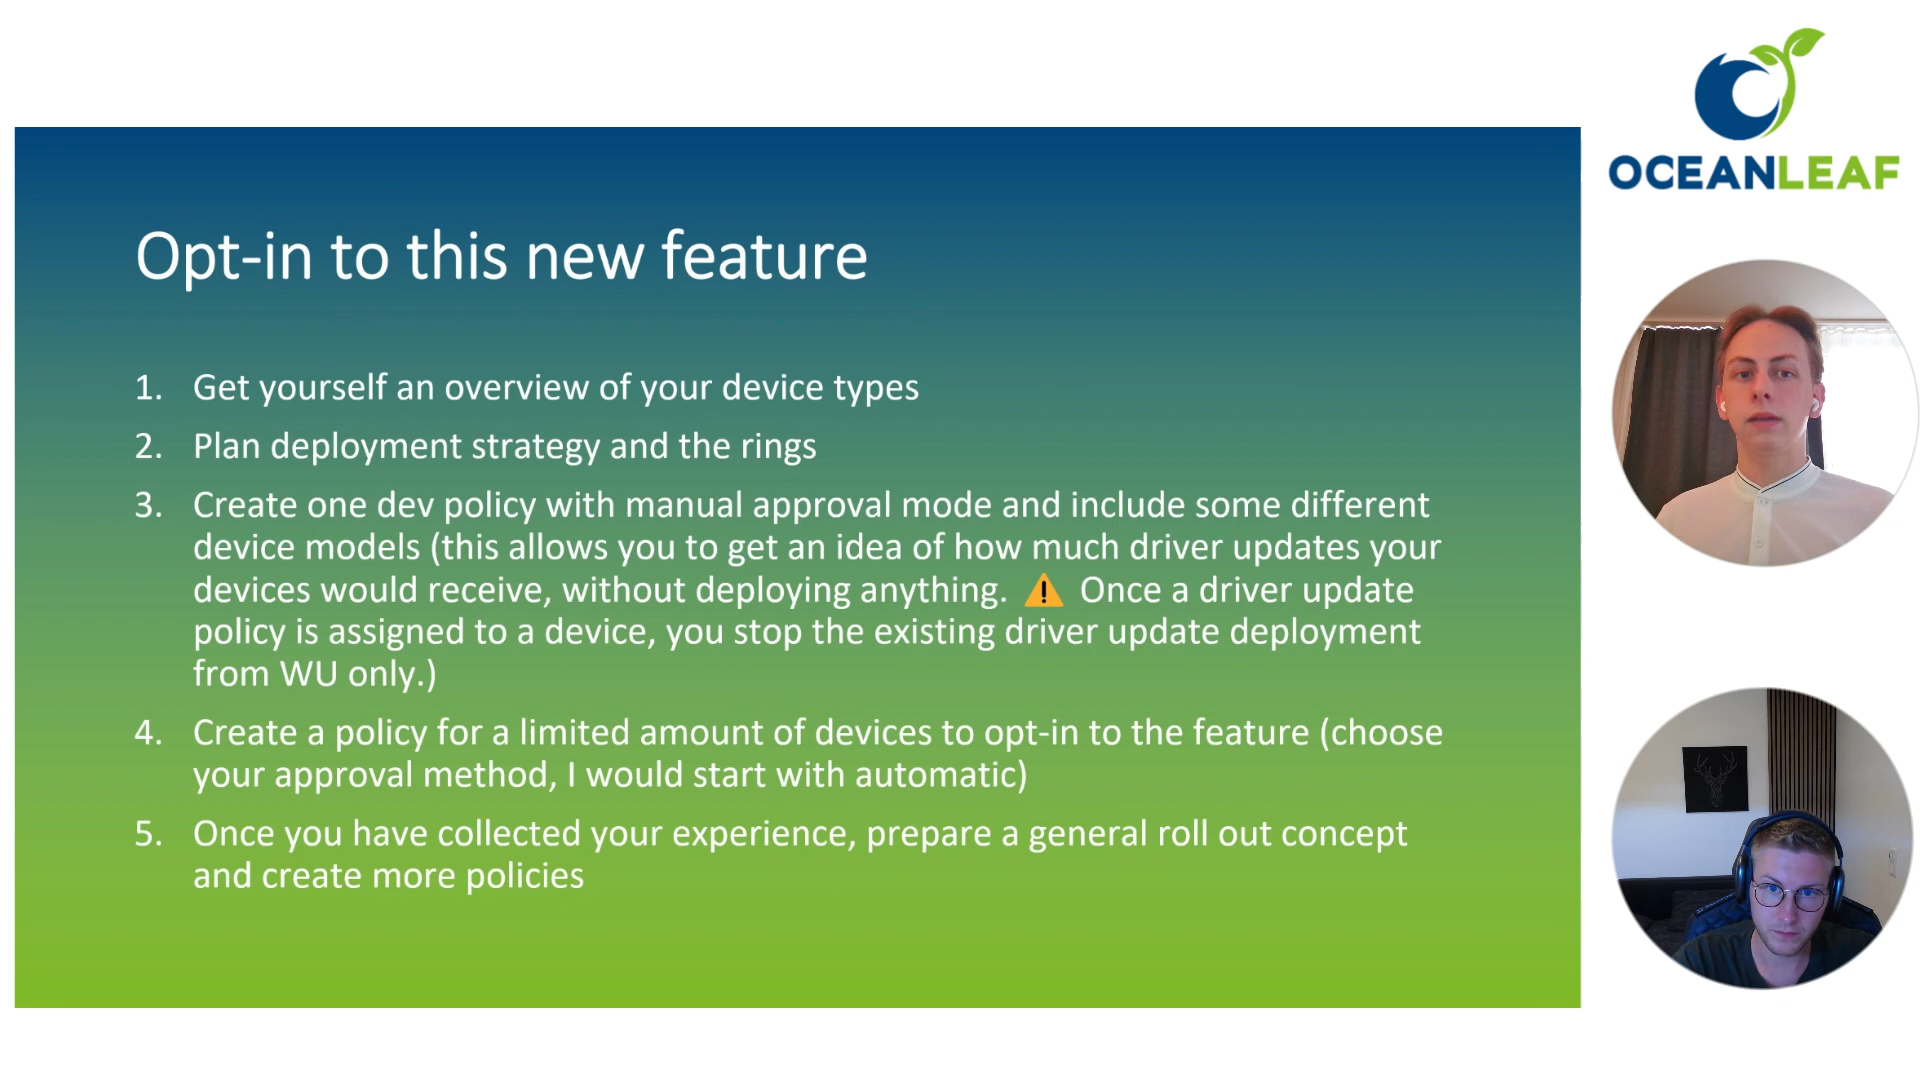 OCEANLEAF
Opt-in to this new feature
1. Get yourself an overview of your device types
2. Plan deployment strategy and the rings
3. Create one dev policy with manual approval mode and include some different
device models (this allows you to get an idea of how much driver updates your
devices would receive, without deploying anything. ⚠ Once a driver update
policy is assigned to a device, you stop the existing driver update deployment
from WU only.)
4. Create a policy for a limited amount of devices to opt-in to the feature (choose
your approval method, I would start with automatic)
5. Once you have collected your experience, prepare a general roll out concept
and create more policies